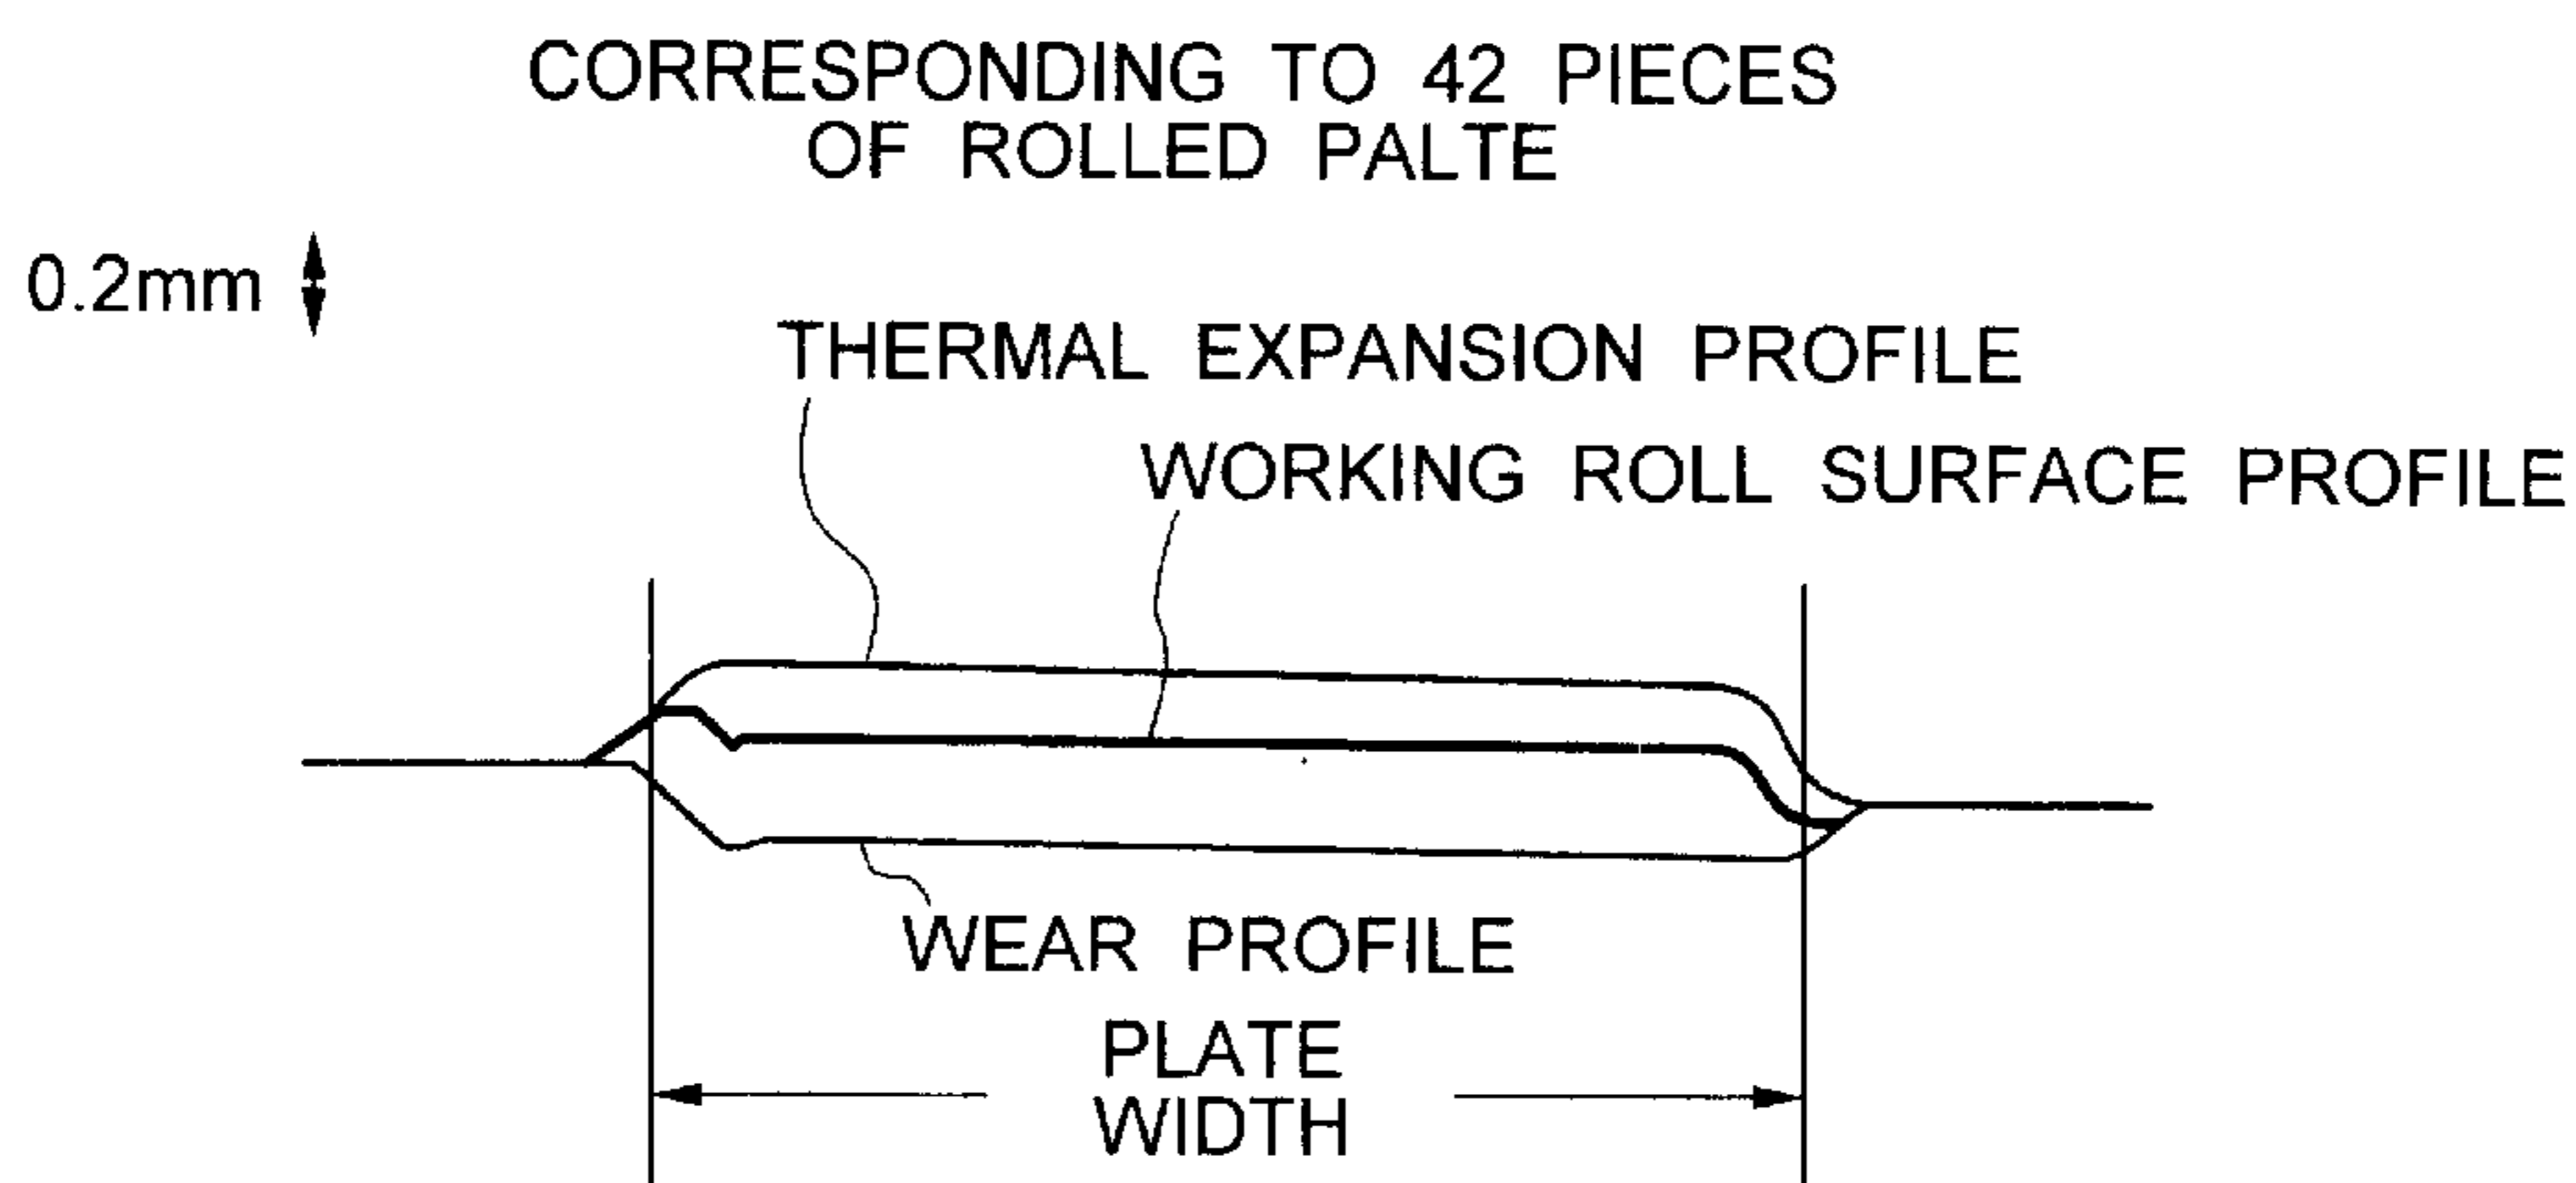 CORRESPONDING TO 42 PIECES
OF ROLLED PALTE
0.2mm
THERMAL EXPANSION PROFILE
WORKING ROLL SURFACE PROFILE
WEAR PROFILE
PLATE
WIDTH